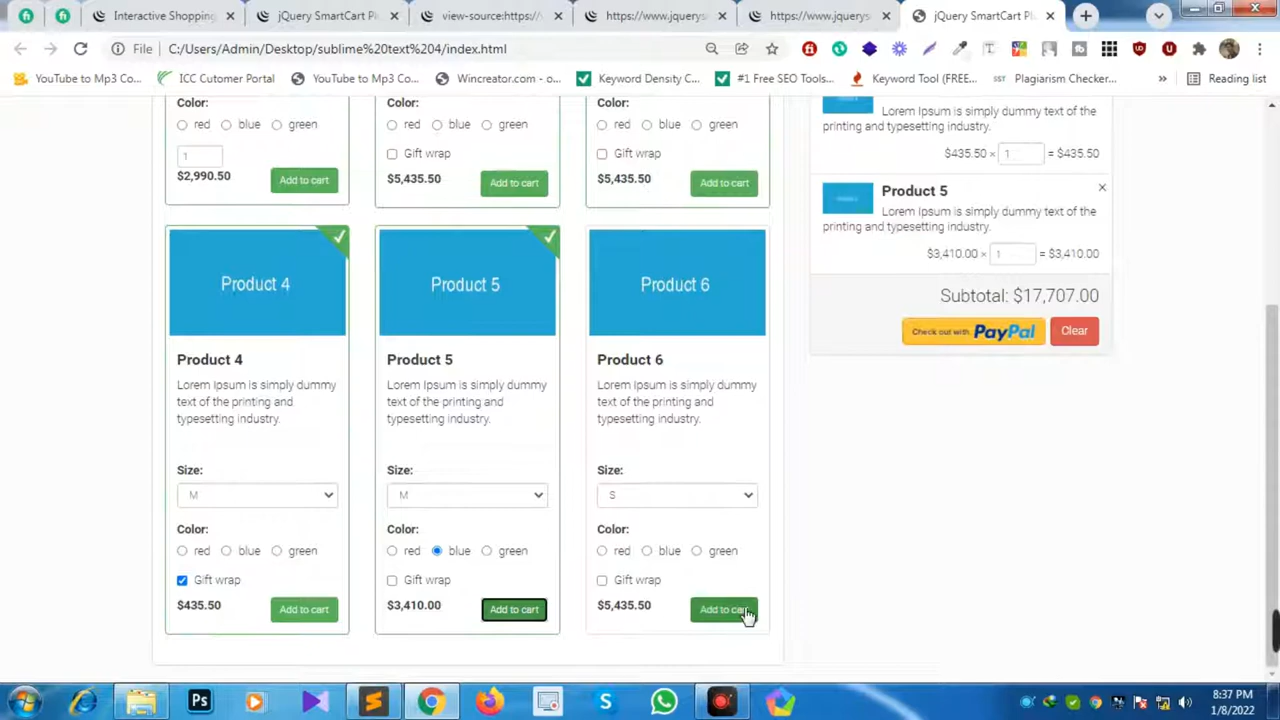 Interactive Shopping
jQuery SmartCart Pl
view-source:https:/
https://www.jquerys
https://www.jquerys
jQuery SmartCart Pl
File
C:/Users/Admin/Desktop/sublime%20text%204/index.html
YouTube to Mp3 Co...
ICC Cutomer Portal
YouTube to Mp3 Co...
Wincreator.com - o...
Keyword Density C...
#1 Free SEO Tools...
Keyword Tool (FREE...
SST
Plagiarism Checker...
»
Reading list
Color:
red blue green
1
$2,990.50
Add to cart
Color:
red blue green
Gift wrap
$5,435.50
Add to cart
Color:
red blue green
Gift wrap
$5,435.50
Add to cart
Product 4
Product 4
Lorem Ipsum is simply dummy
text of the printing and
typesetting industry.
Size:
M
Color:
red blue green
Gift wrap
$435.50
Add to cart
Product 5
Product 5
Lorem Ipsum is simply dummy
text of the printing and
typesetting industry.
Size:
M
Color:
red blue green
Gift wrap
$3,410.00
Add to cart
Product 6
Product 6
Lorem Ipsum is simply dummy
text of the printing and
typesetting industry.
Size:
S
Color:
red blue green
Gift wrap
$5,435.50
Add to cart
Lorem Ipsum is simply dummy text of the
printing and typesetting industry.
$435.50 × 1 = $435.50
Product 5
×
Lorem Ipsum is simply dummy text of the
printing and typesetting industry.
$3,410.00 × 1 = $3,410.00
Subtotal: $17,707.00
Check out with PayPal
Clear
Ps
8:37 PM
1/8/2022